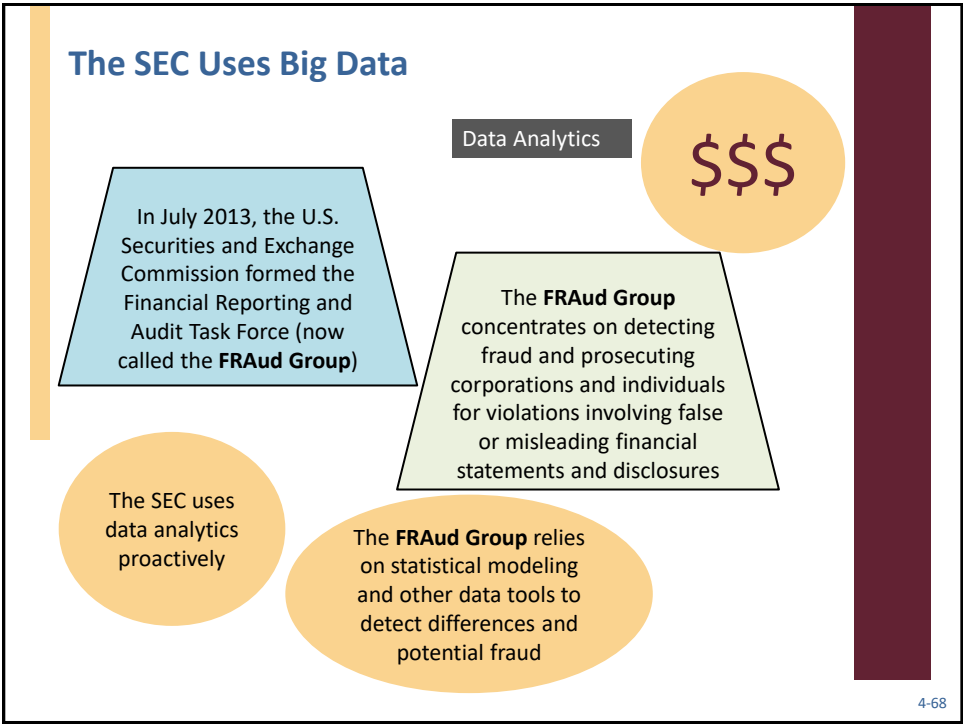 The SEC Uses Big Data
Data Analytics
$$$
In July 2013, the U.S.
Securities and Exchange
Commission formed the
Financial Reporting and
Audit Task Force (now
called the FRAud Group)
The FRAud Group
concentrates on detecting
fraud and prosecuting
corporations and individuals
for violations involving false
or misleading financial
statements and disclosures
The SEC uses
data analytics
proactively
The FRAud Group relies
on statistical modeling
and other data tools to
detect differences and
potential fraud
4-68